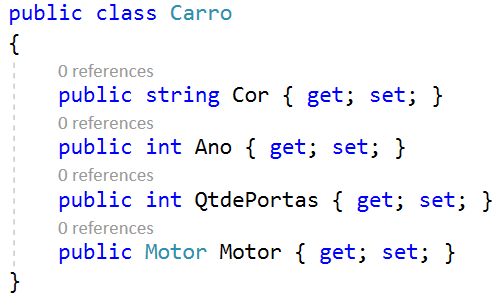 public class Carro
{
0 references
public string Cor { get; set; }
0 references
public int Ano { get; set; }
0 references
public int QtdePortas { get; set; }
0 references
public Motor Motor { get; set; }
}